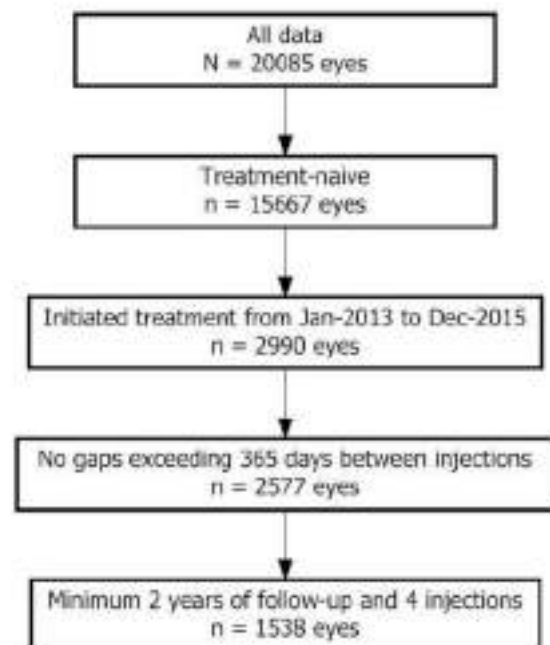 All data
N = 20085 eyes
Treatment-naive
n = 15667 eyes
Initiated treatment from Jan-2013 to Dec-2015
n = 2990 eyes
No gaps exceeding 365 days between injections
n = 2577 eyes
Minimum 2 years of follow-up and 4 injections
n = 1538 eyes